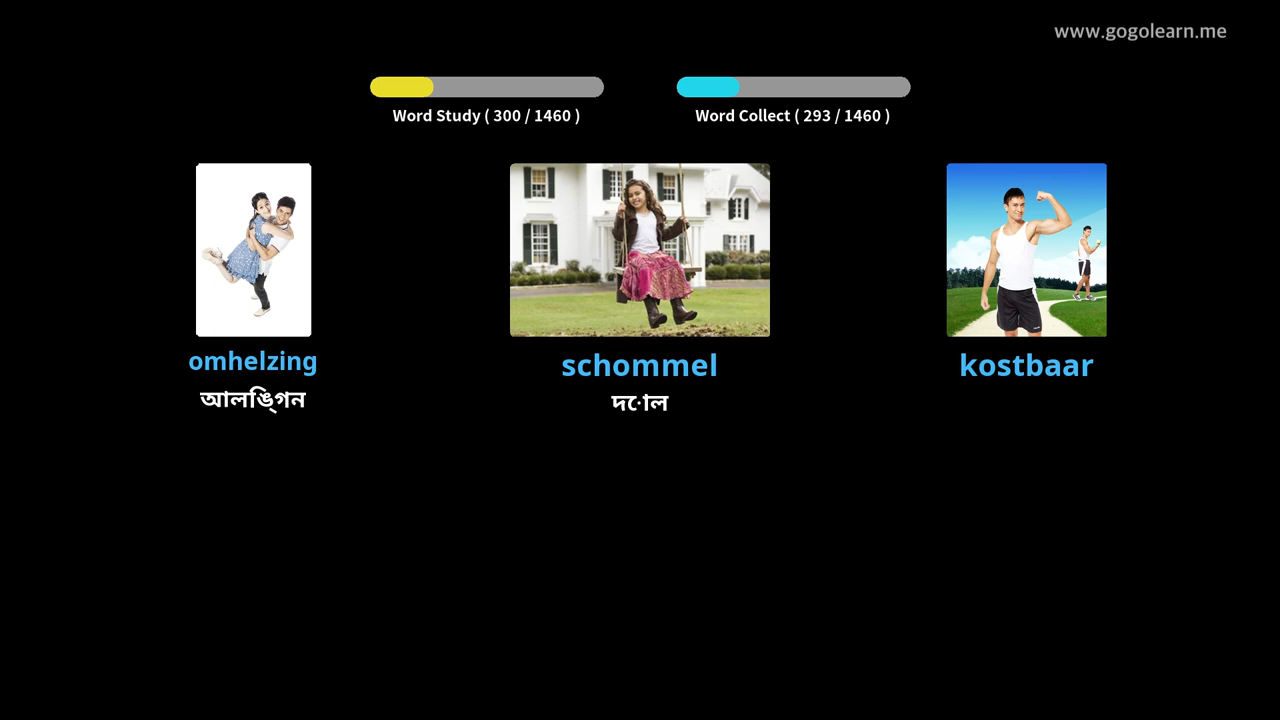 www.gogolearn.me
Word Study ( 300 / 1460 )
Word Collect ( 293 / 1460 )
omhelzing
schommel
kostbaar
আলিঙ্গন
দোল